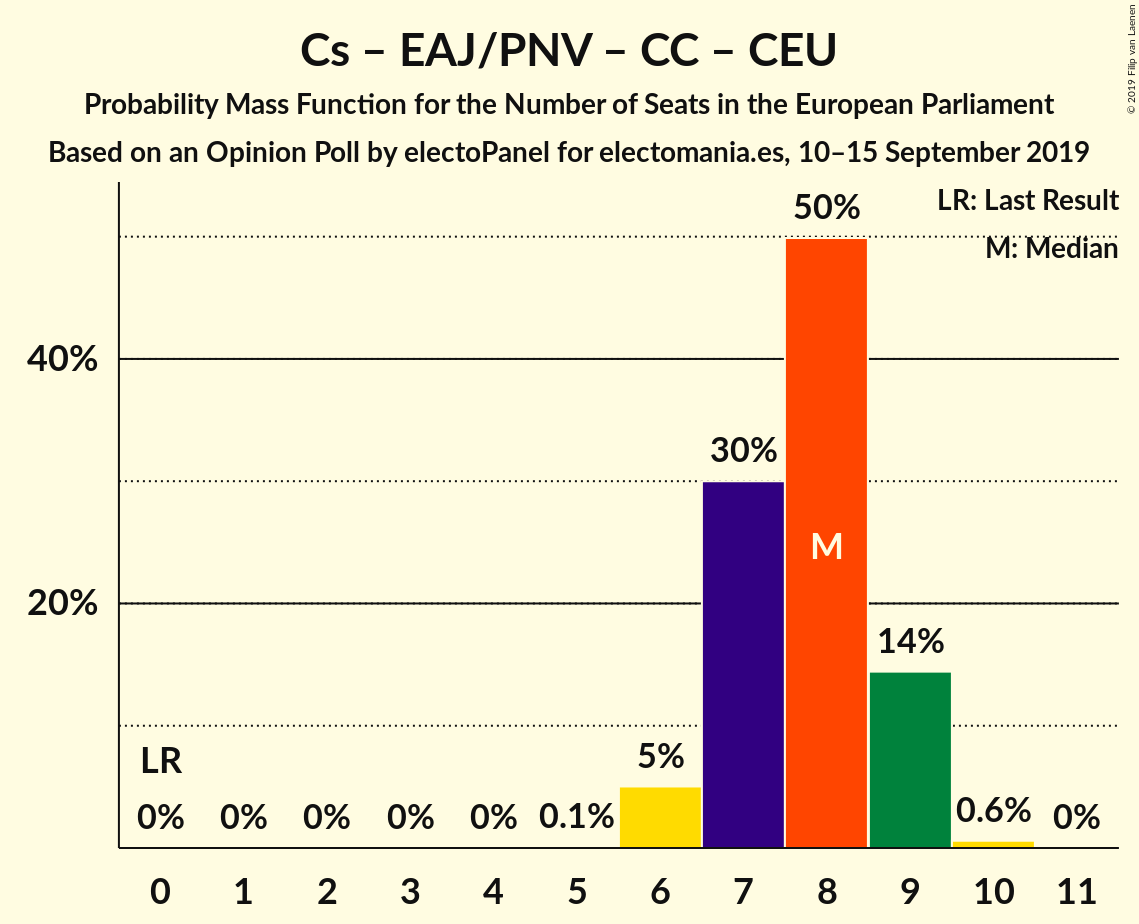 Cs – EAJ/PNV – CC – CEU
Probability Mass Function for the Number of Seats in the European Parliament
Based on an Opinion Poll by electoPanel for electomania.es, 10–15 September 2019
© 2019 Filip van Laenen
LR: Last Result
M: Median
50%
40%
30%
M
20%
14%
LR
5%
0% 0% 0% 0% 0% 0.1% 0.6% 0%
0 1 2 3 4 5 6 7 8 9 10 11